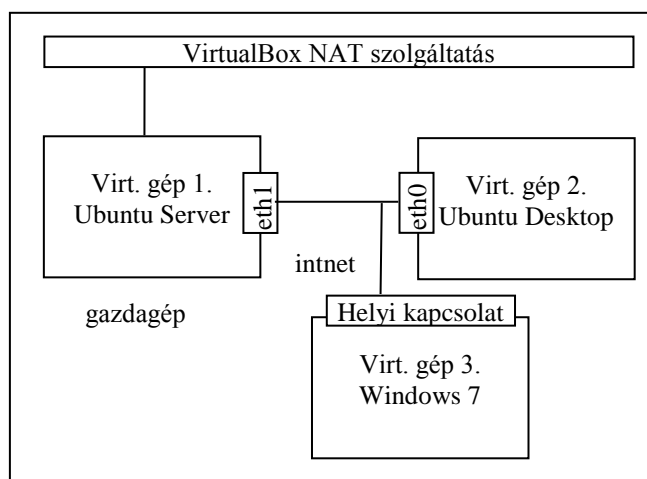 VirtualBox NAT szolgáltatás
Virt. gép 1.
Ubuntu Server
eth1
eth0
Virt. gép 2.
Ubuntu Desktop
intnet
gazdagép
Helyi kapcsolat
Virt. gép 3.
Windows 7